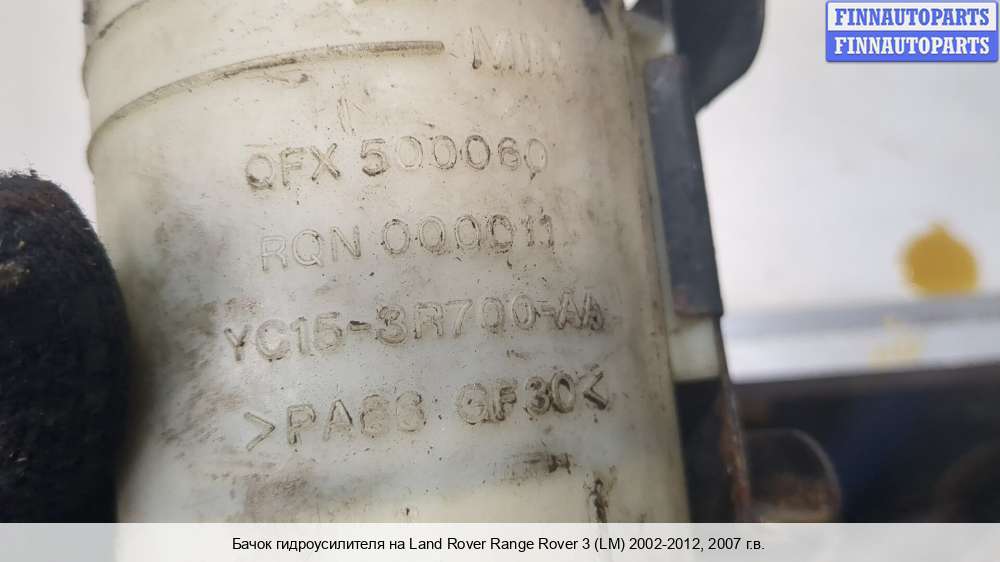 FINNAUTOPARTS
FINNAUTOPARTS
MIN
QFX 500060
RQN 000011
YC15-3R700-AA
>PA66 GF30<
Бачок гидроусилителя на Land Rover Range Rover 3 (LM) 2002-2012, 2007 г.в.